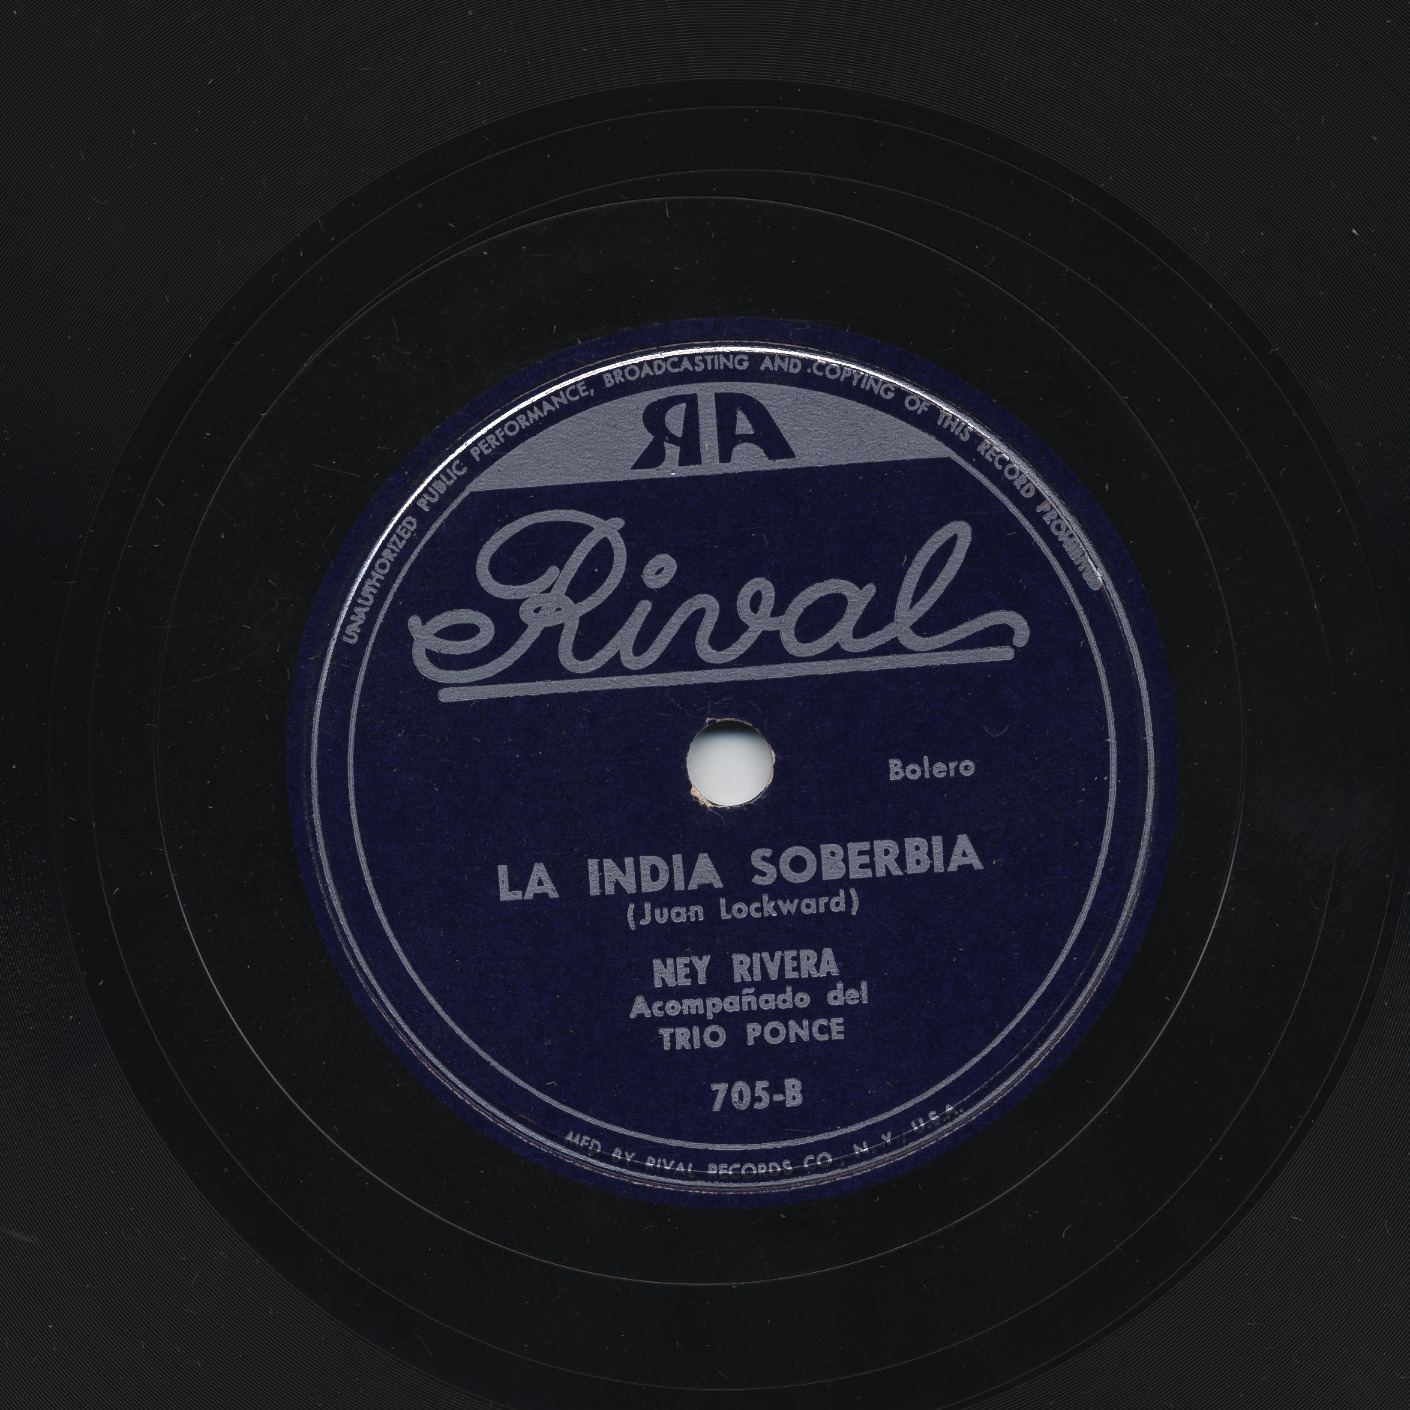 UNAUTHORIZED PUBLIC PERFORMANCE, BROADCASTING AND COPYING OF THIS RECORD PROHIBITED
RA
Rival
Bolero
LA INDIA SOBERBIA
(Juan Lockward)
NEY RIVERA
Acompañado del
TRIO PONCE
705-B
MFD BY RIVAL RECORDS CO., N. Y., U.S.A.